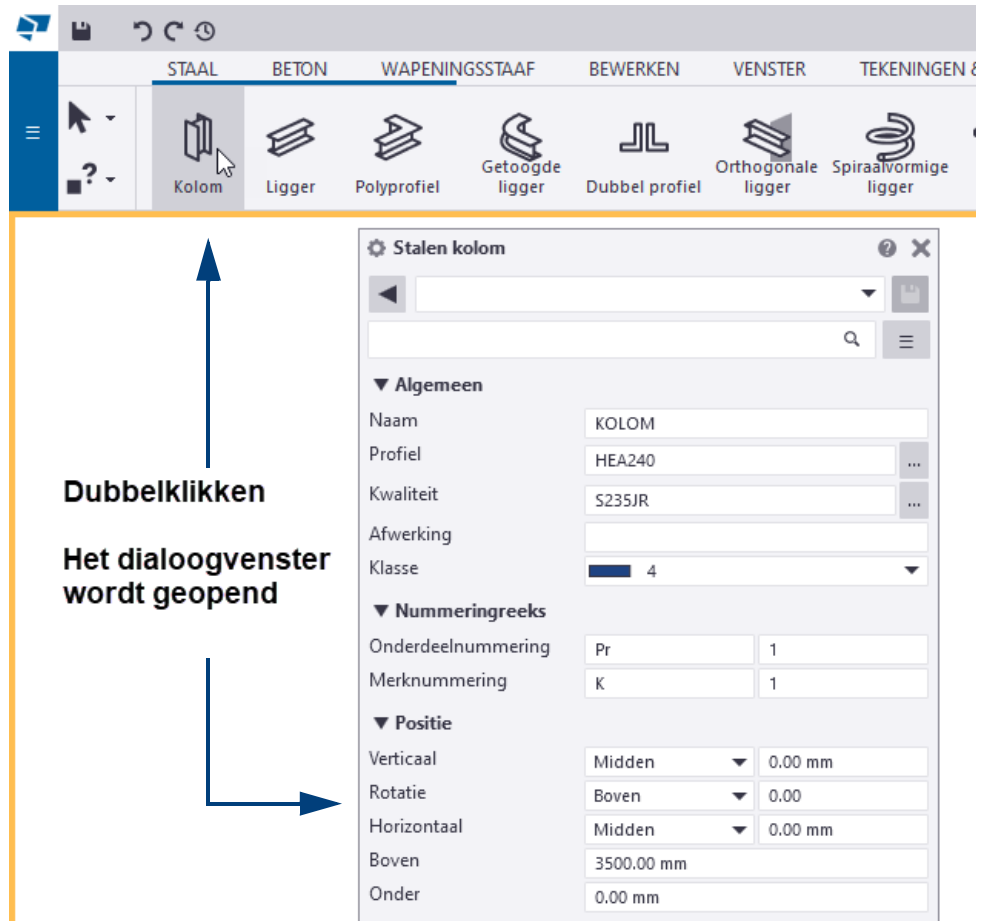 STAAL BETON WAPENINGSSTAAF BEWERKEN VENSTER TEKENINGEN &
Kolom Ligger Polyprofiel Getoogde ligger Dubbel profiel Orthogonale ligger Spiraalvormige ligger
Stalen kolom
Algemeen
Naam KOLOM
Profiel HEA240 ...
Kwaliteit S235JR ...
Afwerking
Klasse 4
Nummeringreeks
Onderdeelnummering Pr 1
Merknummering K 1
Positie
Verticaal Midden 0.00 mm
Rotatie Boven 0.00
Horizontaal Midden 0.00 mm
Boven 3500.00 mm
Onder 0.00 mm
Dubbelklikken
Het dialoogvenster
wordt geopend